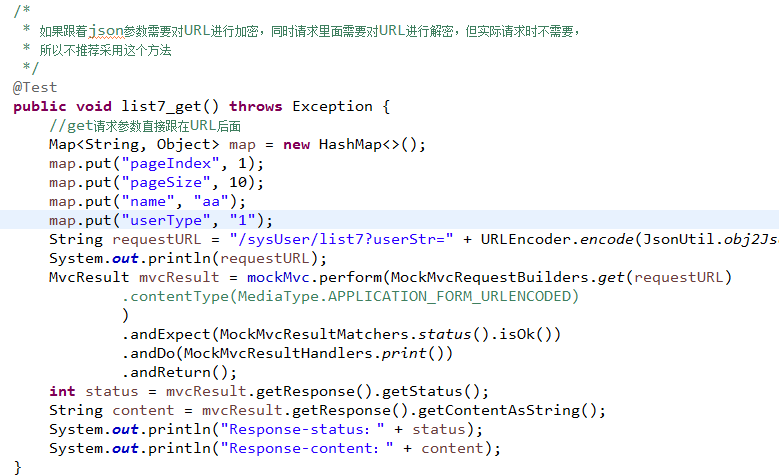 /*
 * 如果跟着json参数需要对URL进行加密，同时请求里面需要对URL进行解密，但实际请求时不需要，
 * 所以不推荐采用这个方法
 */
@Test
public void list7_get() throws Exception {
    //get请求参数直接跟在URL后面
    Map<String, Object> map = new HashMap<>();
    map.put("pageIndex", 1);
    map.put("pageSize", 10);
    map.put("name", "aa");
    map.put("userType", "1");
    String requestURL = "/sysUser/list7?userStr=" + URLEncoder.encode(JsonUtil.obj2Js
    System.out.println(requestURL);
    MvcResult mvcResult = mockMvc.perform(MockMvcRequestBuilders.get(requestURL)
            .contentType(MediaType.APPLICATION_FORM_URLENCODED)
            )
            .andExpect(MockMvcResultMatchers.status().isOk())
            .andDo(MockMvcResultHandlers.print())
            .andReturn();
    int status = mvcResult.getResponse().getStatus();
    String content = mvcResult.getResponse().getContentAsString();
    System.out.println("Response-status：" + status);
    System.out.println("Response-content：" + content);
}